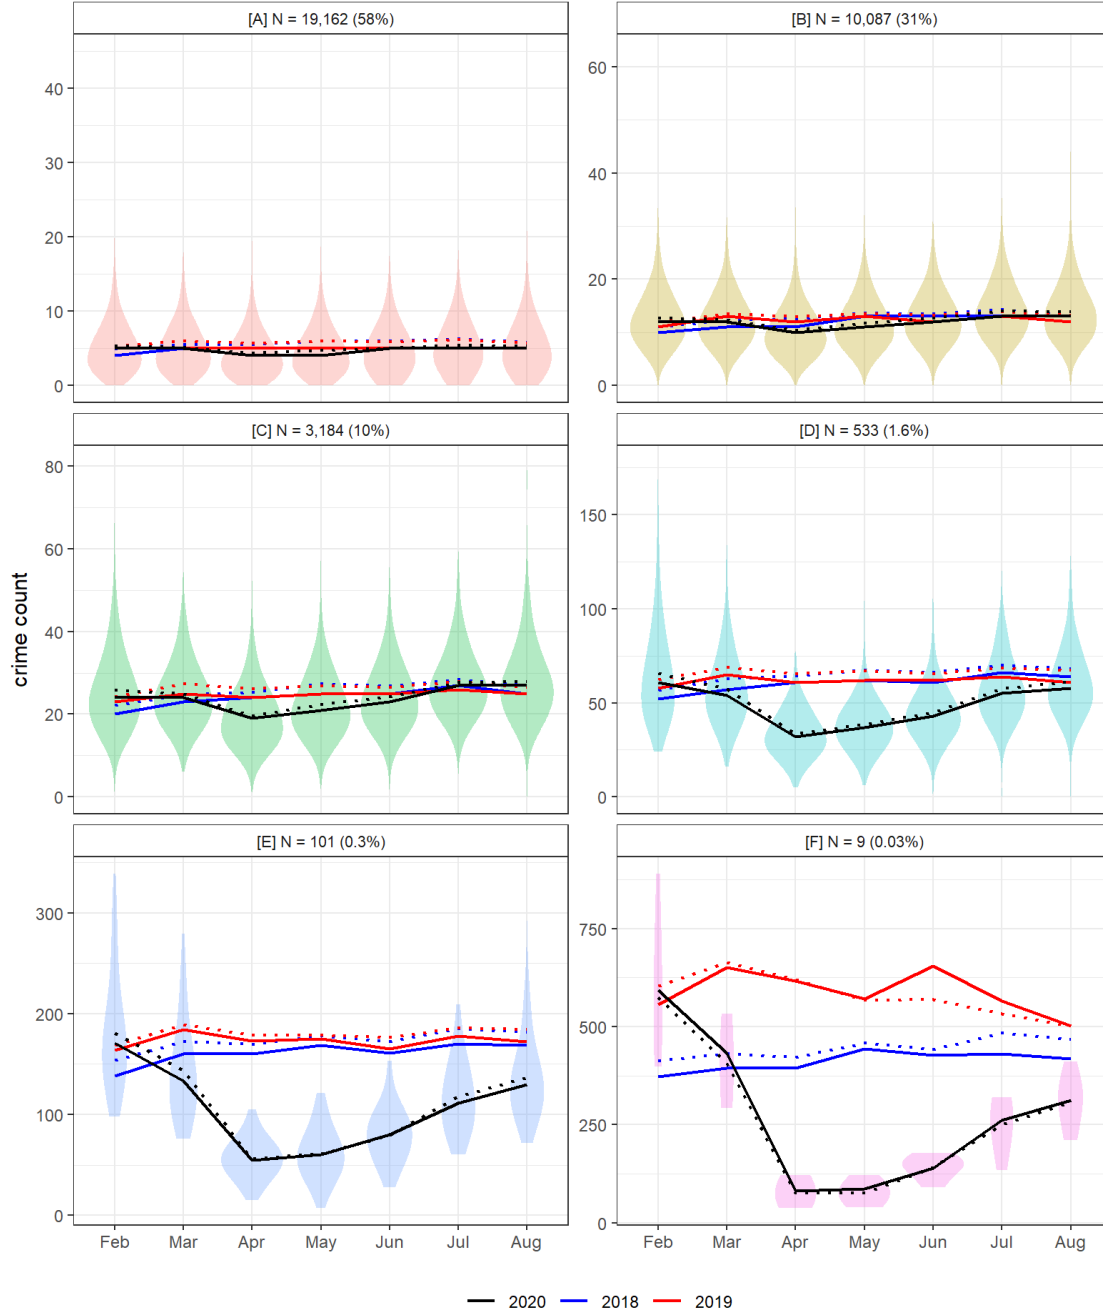 [A] N = 19,162 (58%)
[B] N = 10,087 (31%)
40
30
20
10
0
60
40
20
0
[C] N = 3,184 (10%)
[D] N = 533 (1.6%)
crime count
80
60
40
20
0
150
100
50
0
[E] N = 101 (0.3%)
[F] N = 9 (0.03%)
300
200
100
0
750
500
250
0
Feb Mar Apr May Jun Jul Aug
Feb Mar Apr May Jun Jul Aug
2020 2018 2019